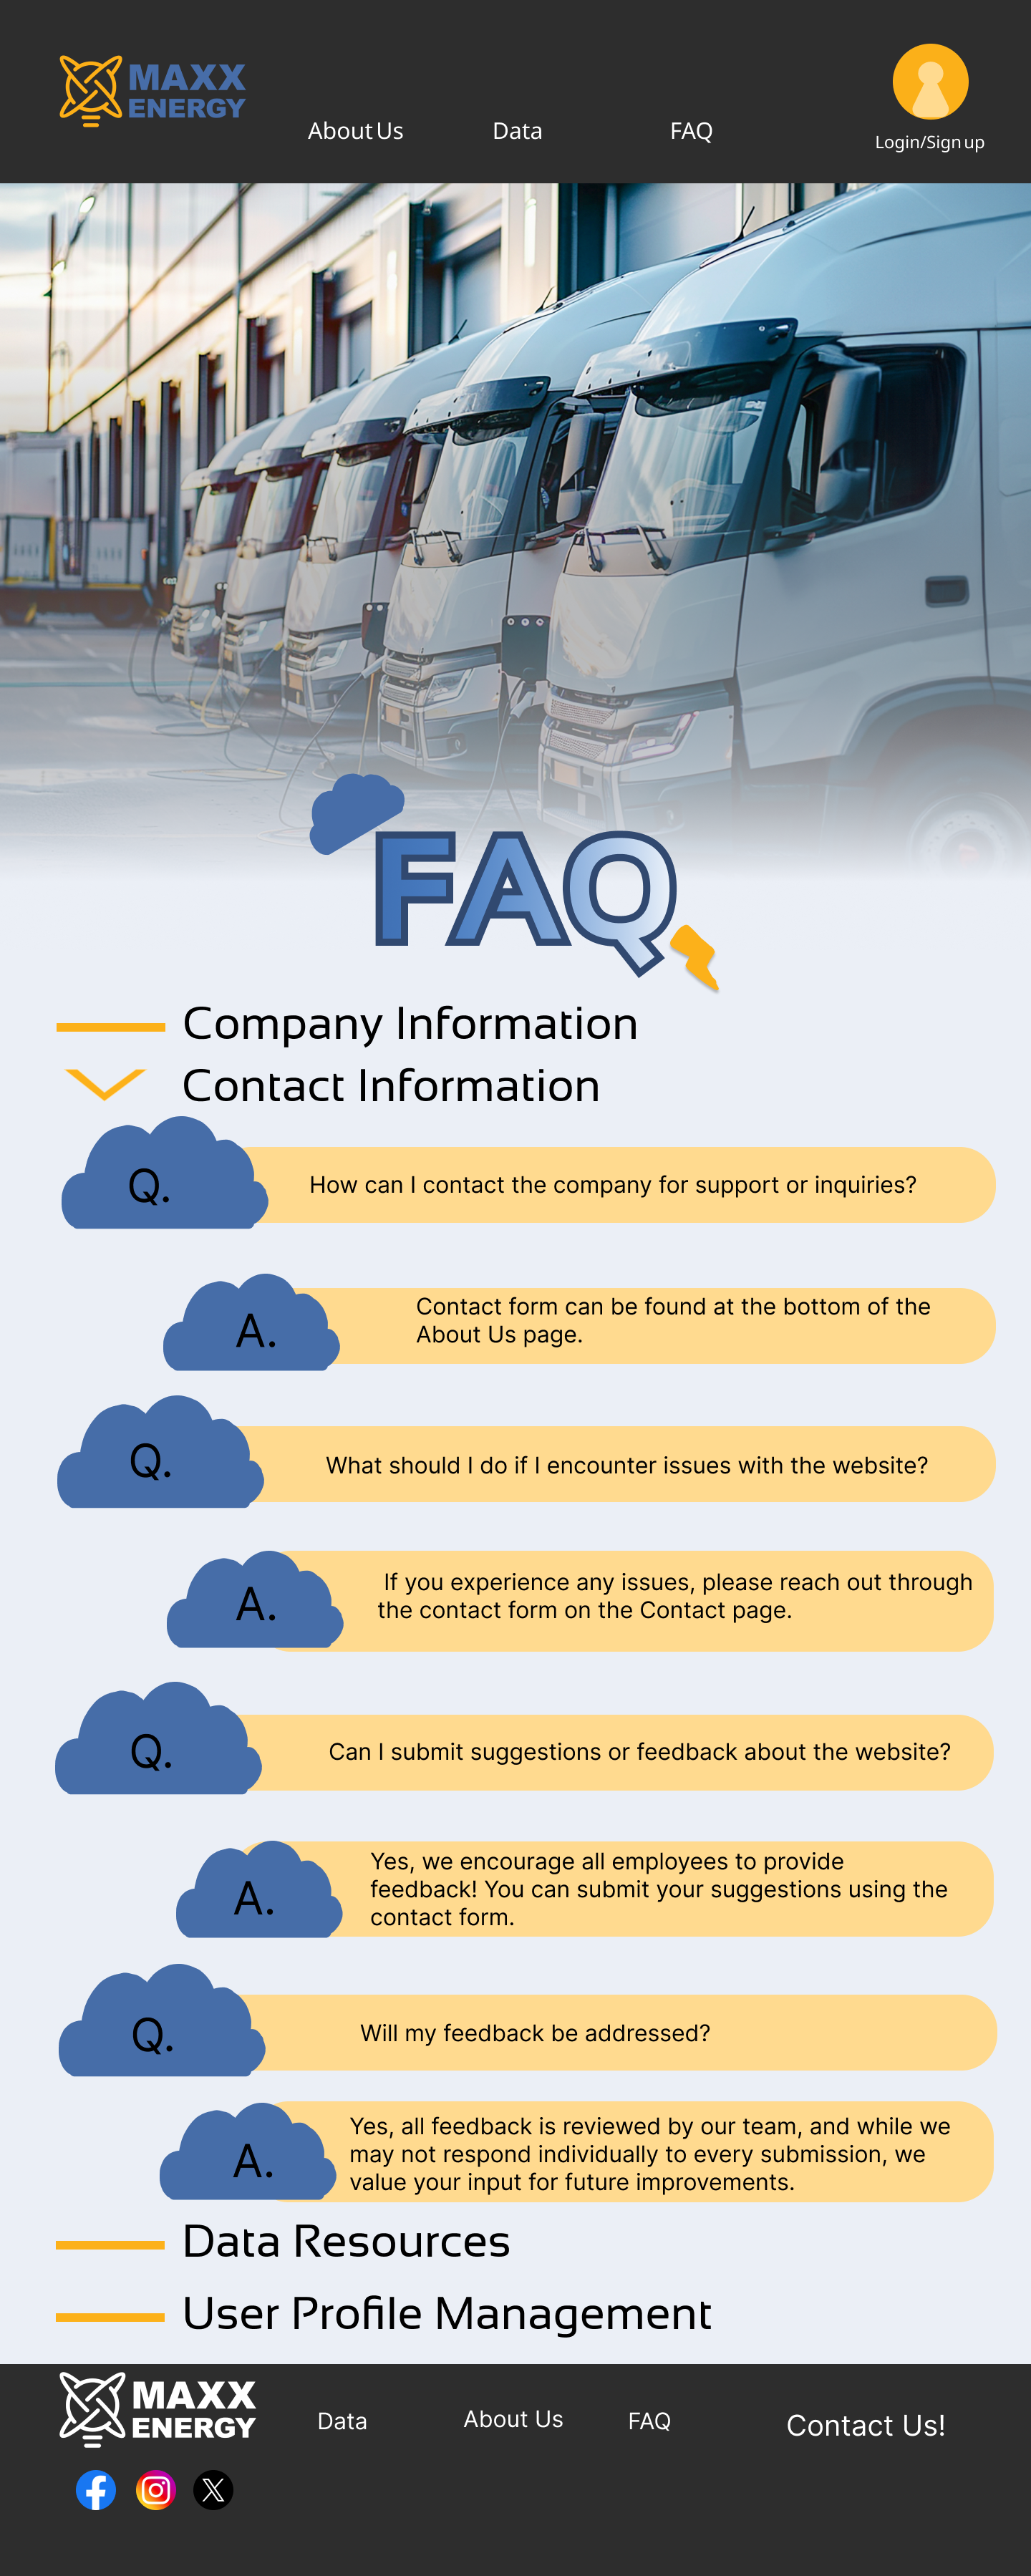 MAXX
ENERGY
About Us
Data
FAQ
Login/Sign up
FAQ
Company Information
Contact Information
Q.
How can I contact the company for support or inquiries?
A.
Contact form can be found at the bottom of the
About Us page.
Q.
What should I do if I encounter issues with the website?
A.
If you experience any issues, please reach out through
the contact form on the Contact page.
Q.
Can I submit suggestions or feedback about the website?
A.
Yes, we encourage all employees to provide
feedback! You can submit your suggestions using the
contact form.
Q.
Will my feedback be addressed?
A.
Yes, all feedback is reviewed by our team, and while we
may not respond individually to every submission, we
value your input for future improvements.
Data Resources
User Profile Management
MAXX
ENERGY
Data
About Us
FAQ
Contact Us!